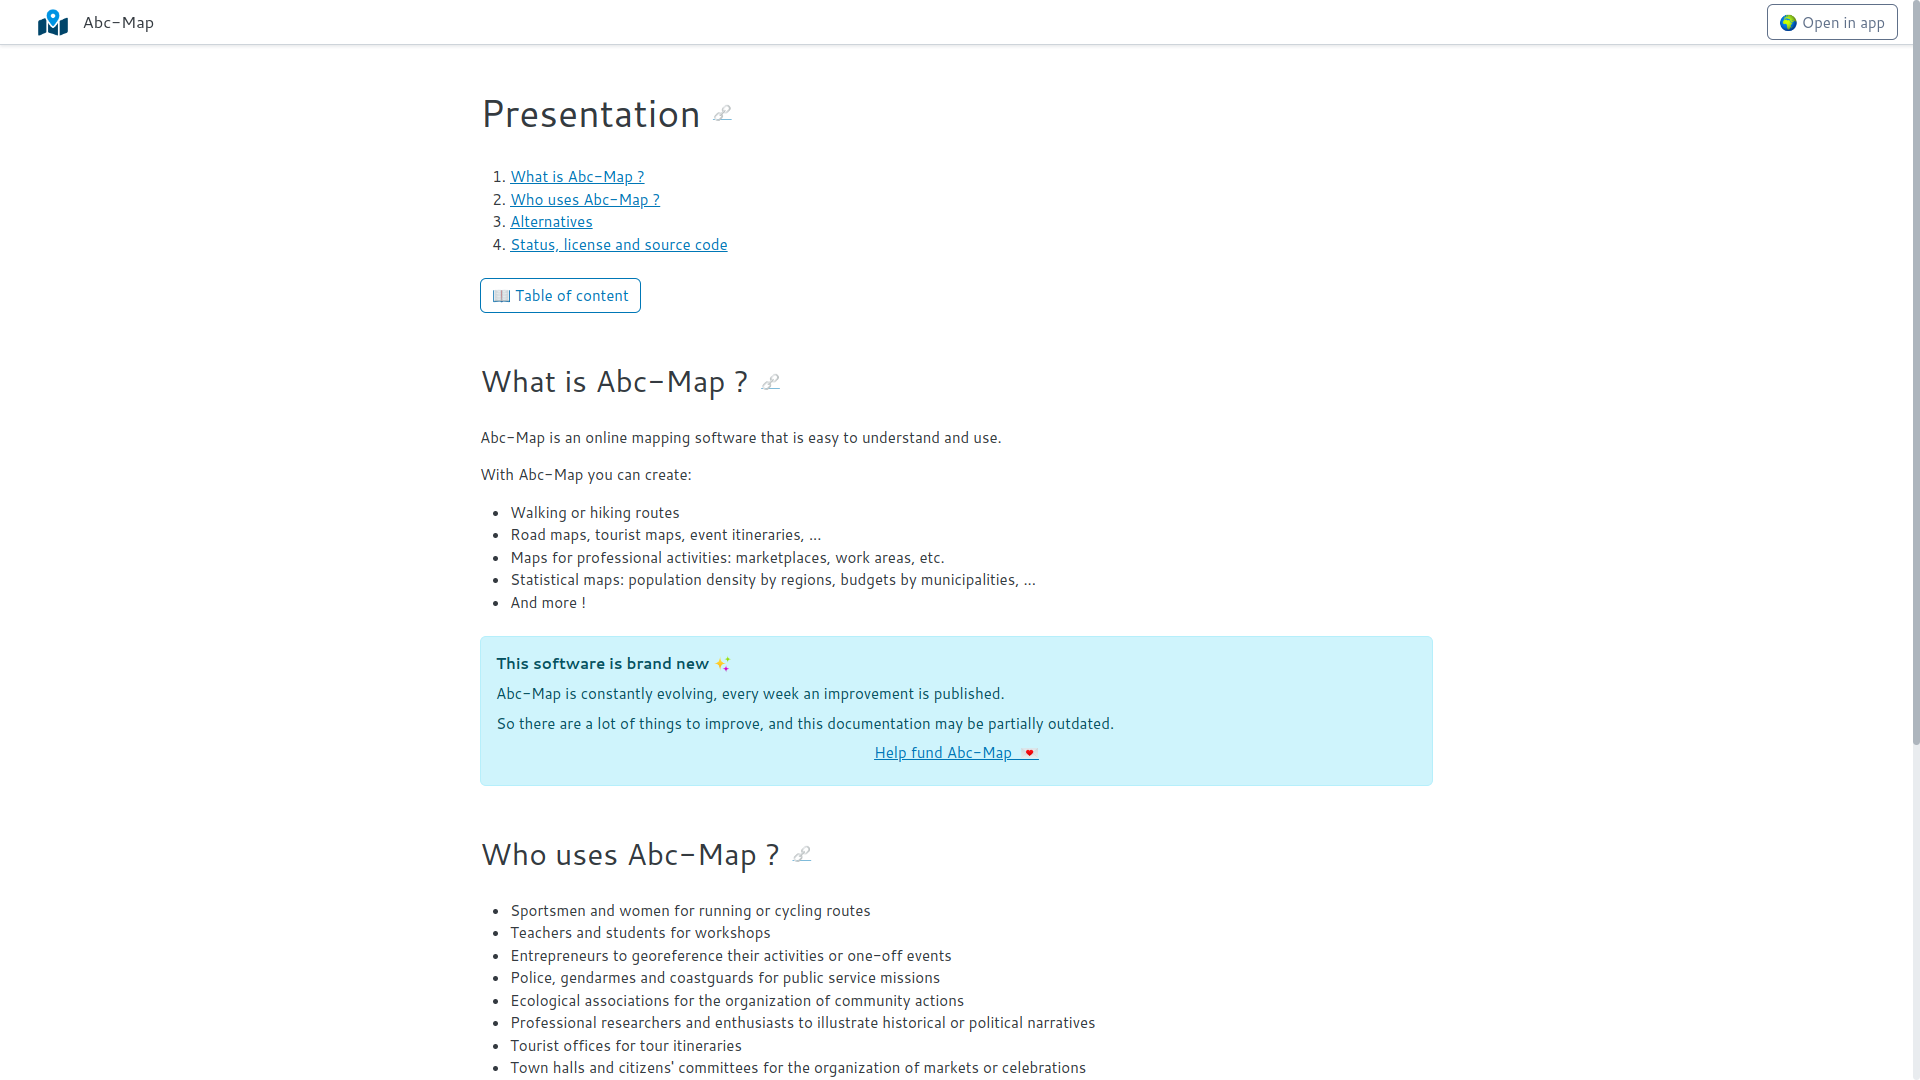 Abc-Map
🌍 Open in app
Presentation
1. What is Abc-Map ?
2. Who uses Abc-Map ?
3. Alternatives
4. Status, license and source code
📖 Table of content
What is Abc-Map ?
Abc-Map is an online mapping software that is easy to understand and use.
With Abc-Map you can create:
• Walking or hiking routes
• Road maps, tourist maps, event itineraries, ...
• Maps for professional activities: marketplaces, work areas, etc.
• Statistical maps: population density by regions, budgets by municipalities, ...
• And more !
This software is brand new ✨
Abc-Map is constantly evolving, every week an improvement is published.
So there are a lot of things to improve, and this documentation may be partially outdated.
Help fund Abc-Map 💌
Who uses Abc-Map ?
• Sportsmen and women for running or cycling routes
• Teachers and students for workshops
• Entrepreneurs to georeference their activities or one-off events
• Police, gendarmes and coastguards for public service missions
• Ecological associations for the organization of community actions
• Professional researchers and enthusiasts to illustrate historical or political narratives
• Tourist offices for tour itineraries
• Town halls and citizens' committees for the organization of markets or celebrations